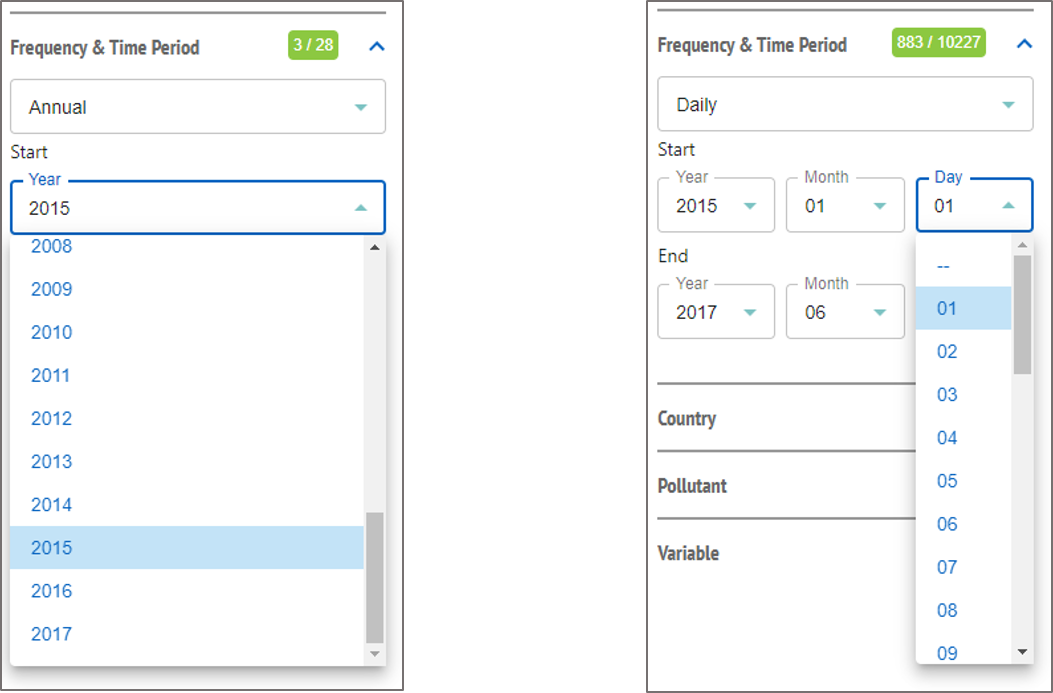 Frequency & Time Period 3 / 28
Annual
Start
Year
2015
2008
2009
2010
2011
2012
2013
2014
2015
2016
2017
Frequency & Time Period 883 / 10227
Daily
Start
Year Month Day
2015 01 01
End
Year Month
2017 06
--
01
02
03
04
05
06
07
08
09
Country
Pollutant
Variable